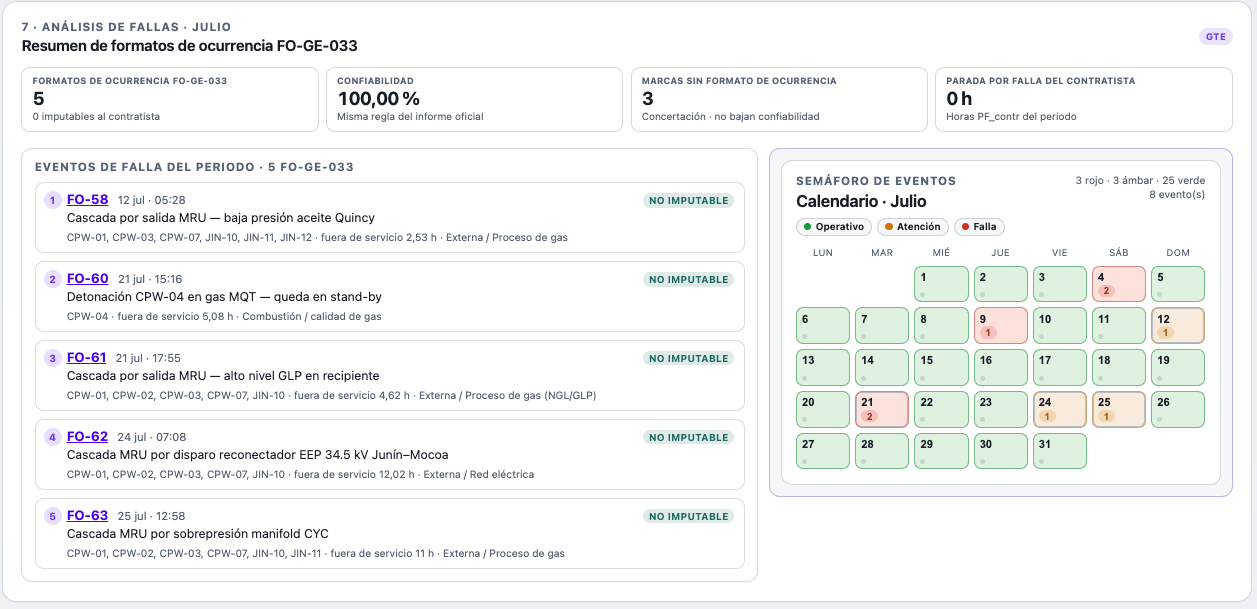 7 · ANÁLISIS DE FALLAS · JULIO
Resumen de formatos de ocurrencia FO-GE-033
GTE
FORMATOS DE OCURRENCIA FO-GE-033
5
0 imputables al contratista
CONFIABILIDAD
100,00 %
Misma regla del informe oficial
MARCAS SIN FORMATO DE OCURRENCIA
3
Concertación · no bajan confiabilidad
PARADA POR FALLA DEL CONTRATISTA
0 h
Horas PF_contr del periodo
EVENTOS DE FALLA DEL PERIODO · 5 FO-GE-033
1 FO-58 12 jul · 05:28 NO IMPUTABLE
Cascada por salida MRU — baja presión aceite Quincy
CPW-01, CPW-03, CPW-07, JIN-10, JIN-11, JIN-12 · fuera de servicio 2,53 h · Externa / Proceso de gas
2 FO-60 21 jul · 15:16 NO IMPUTABLE
Detonación CPW-04 en gas MQT — queda en stand-by
CPW-04 · fuera de servicio 5,08 h · Combustión / calidad de gas
3 FO-61 21 jul · 17:55 NO IMPUTABLE
Cascada por salida MRU — alto nivel GLP en recipiente
CPW-01, CPW-02, CPW-03, CPW-07, JIN-10 · fuera de servicio 4,62 h · Externa / Proceso de gas (NGL/GLP)
4 FO-62 24 jul · 07:08 NO IMPUTABLE
Cascada MRU por disparo reconectador EEP 34.5 kV Junín–Mocoa
CPW-01, CPW-02, CPW-03, CPW-07, JIN-10 · fuera de servicio 12,02 h · Externa / Red eléctrica
5 FO-63 25 jul · 12:58 NO IMPUTABLE
Cascada MRU por sobrepresión manifold CYC
CPW-01, CPW-02, CPW-03, CPW-07, JIN-10, JIN-11 · fuera de servicio 11 h · Externa / Proceso de gas
SEMÁFORO DE EVENTOS
Calendario · Julio
3 rojo · 3 ámbar · 25 verde
8 evento(s)
Operativo Atención Falla
LUN MAR MIÉ JUE VIE SÁB DOM
1 2 3 4 5
2
6 7 8 9 10 11 12
1 1
13 14 15 16 17 18 19
20 21 22 23 24 25 26
2 1 1
27 28 29 30 31